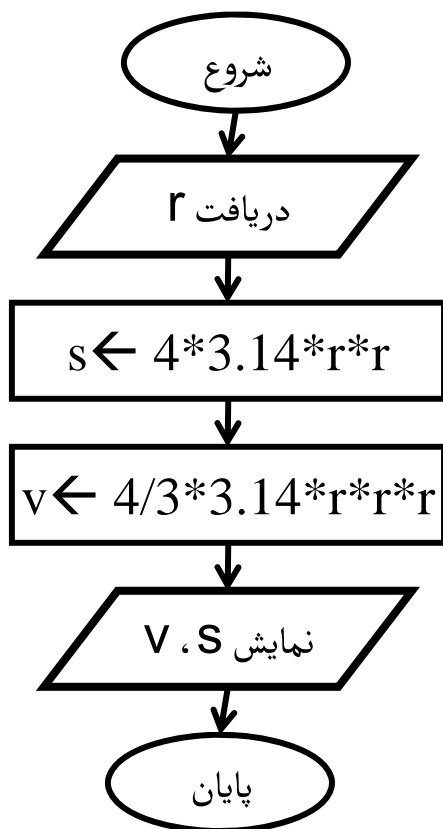 شروع
دریافت r
s← 4*3.14*r*r
v← 4/3*3.14*r*r*r
نمایش v ، s
پایان